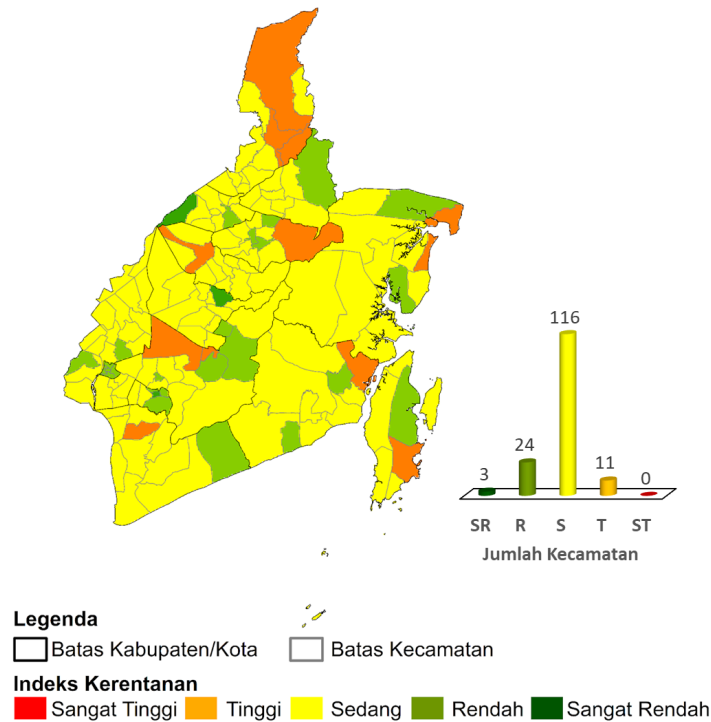 116
24
11
3
0
SR R S T ST
Jumlah Kecamatan
Legenda
Batas Kabupaten/Kota Batas Kecamatan
Indeks Kerentanan
Sangat Tinggi Tinggi Sedang Rendah Sangat Rendah